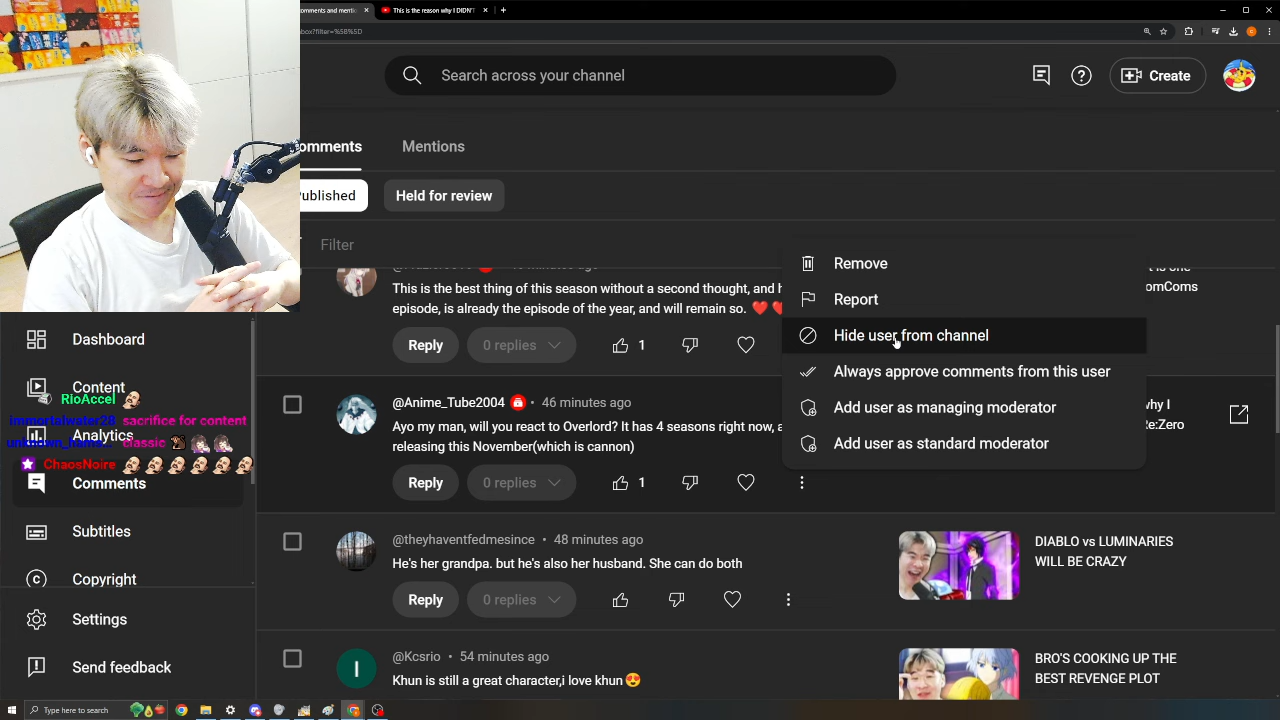 omments and mentic
This is the reason why I DIDN'T
box?filter=%5B%5D
Search across your channel
Create
omments
Mentions
ublished
Held for review
Filter
This is the best thing of this season without a second thought, and h
episode, is already the episode of the year, and will remain so. ❤️❤
Reply
0 replies
1
Remove
Report
Hide user from channel
Always approve comments from this user
Add user as managing moderator
Add user as standard moderator
omComs
Dashboard
Content
Analytics
Comments
Subtitles
Copyright
Settings
Send feedback
RioAccel
immortalwater28 sacrifice for content
classic
ChaosNoire
@Anime_Tube2004 • 46 minutes ago
Ayo my man, will you react to Overlord? It has 4 seasons right now, a
releasing this November(which is cannon)
Reply
0 replies
1
why I
Re:Zero
@theyhaventfedmesince • 48 minutes ago
He's her grandpa. but he's also her husband. She can do both
Reply
0 replies
DIABLO vs LUMINARIES
WILL BE CRAZY
I
@Kcsrio • 54 minutes ago
Khun is still a great character,i love khun😍
BRO'S COOKING UP THE
BEST REVENGE PLOT
Type here to search